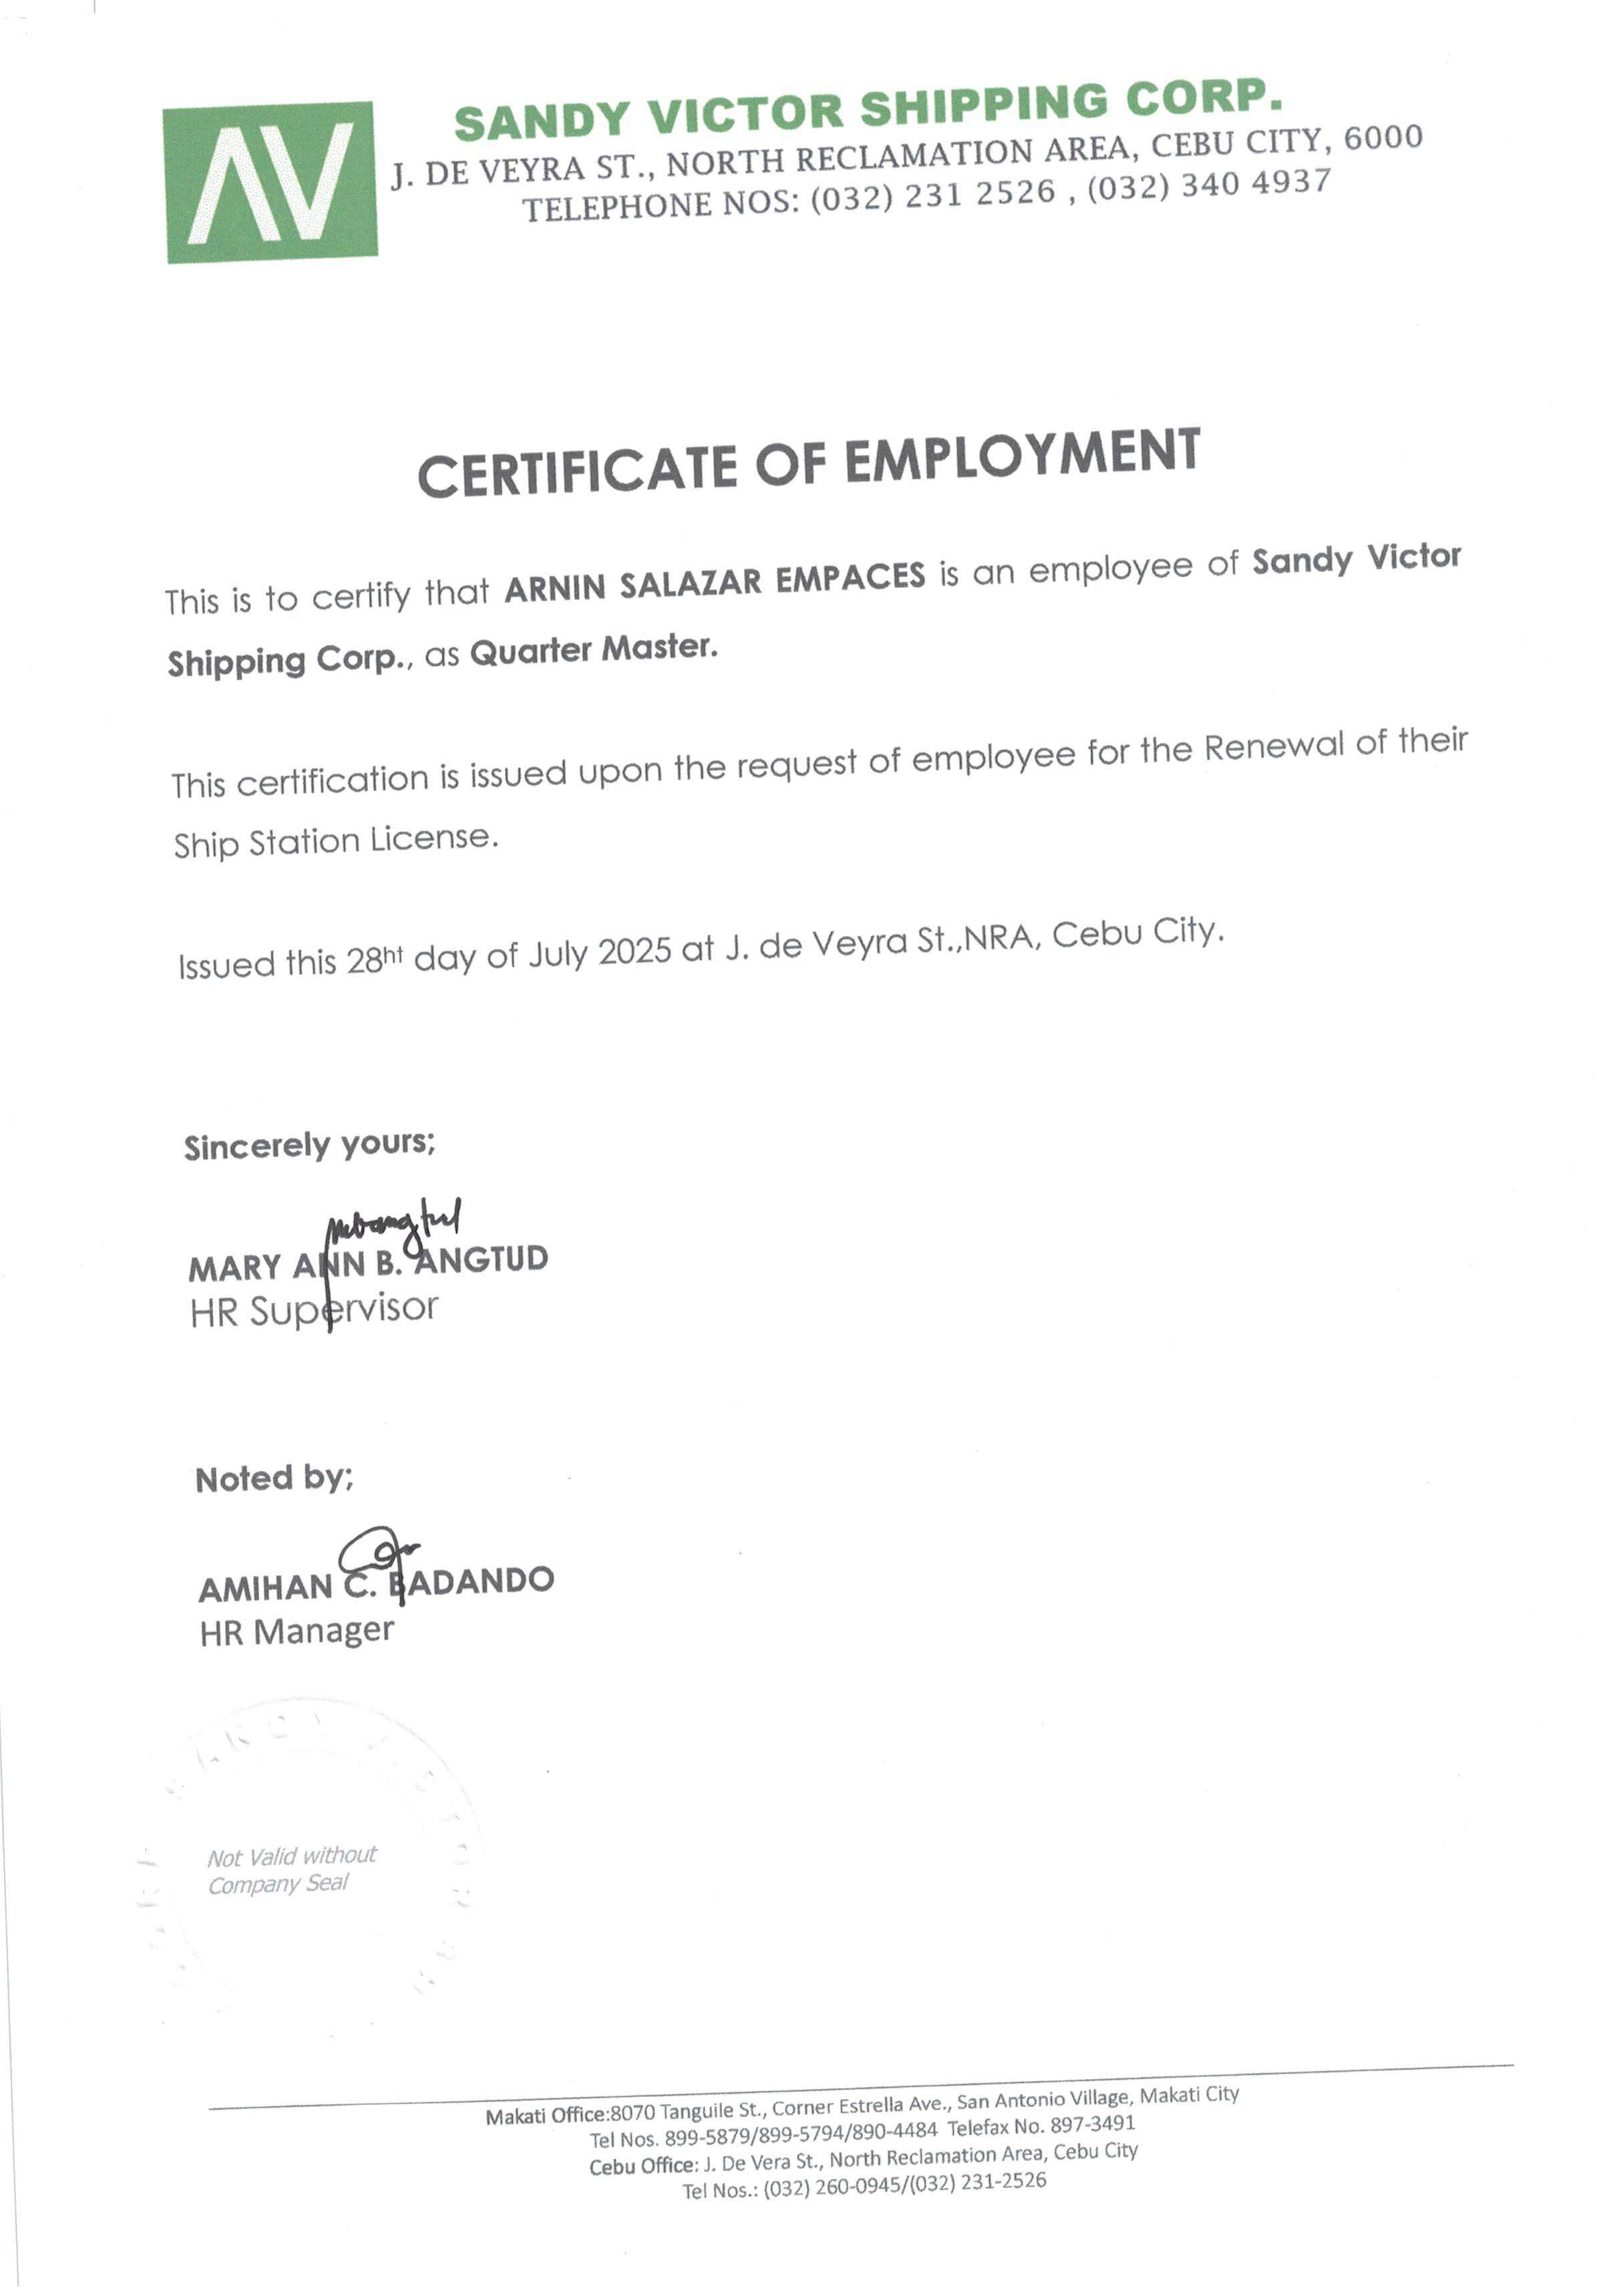 AV
SANDY VICTOR SHIPPING CORP.
J. DE VEYRA ST., NORTH RECLAMATION AREA, CEBU CITY, 6000
TELEPHONE NOS: (032) 231 2526 , (032) 340 4937
CERTIFICATE OF EMPLOYMENT
This is to certify that ARNIN SALAZAR EMPACES is an employee of Sandy Victor
Shipping Corp., as Quarter Master.
This certification is issued upon the request of employee for the Renewal of their
Ship Station License.
Issued this 28ht day of July 2025 at J. de Veyra St.,NRA, Cebu City.
Sincerely yours;
MARY ANN B. ANGTUD
HR Supervisor
Noted by;
AMIHAN C. BADANDO
HR Manager
Not Valid without
Company Seal
Makati Office:8070 Tanguile St., Corner Estrella Ave., San Antonio Village, Makati City
Tel Nos. 899-5879/899-5794/890-4484 Telefax No. 897-3491
Cebu Office: J. De Vera St., North Reclamation Area, Cebu City
Tel Nos.: (032) 260-0945/(032) 231-2526